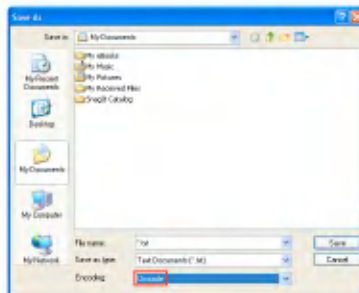 Save As
Save in:
My Documents
My eBooks
My Music
My Pictures
My Received Files
SnagIt Catalog
My Recent
Documents
Desktop
My Documents
My Computer
My Network
File name:
*.txt
Save
Save as type:
Text Documents (*.txt)
Cancel
Encoding:
Unicode